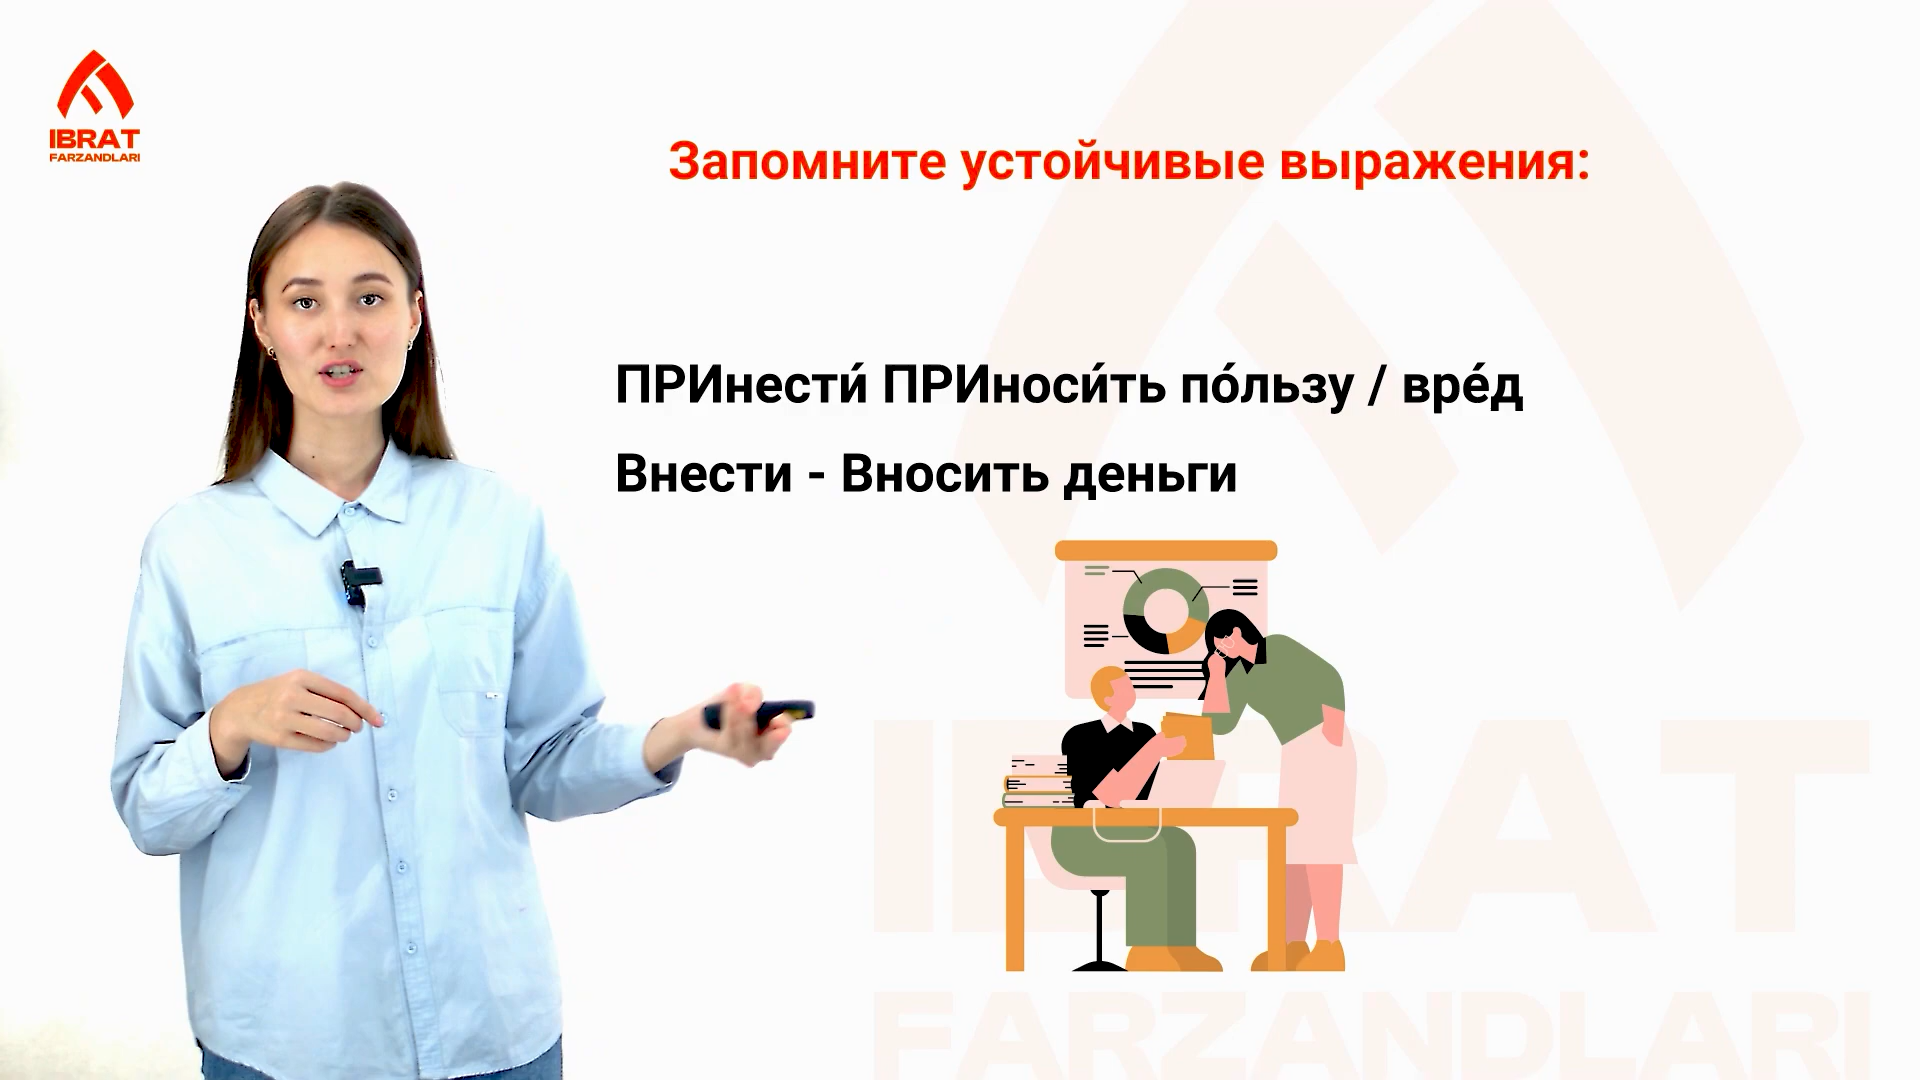 IBRAT
FARZANDLARI
Запомните устойчивые выражения:
ПРИнести́ ПРИноси́ть по́льзу / вре́д
Внести - Вносить деньги
IBRAT
FARZANDLARI